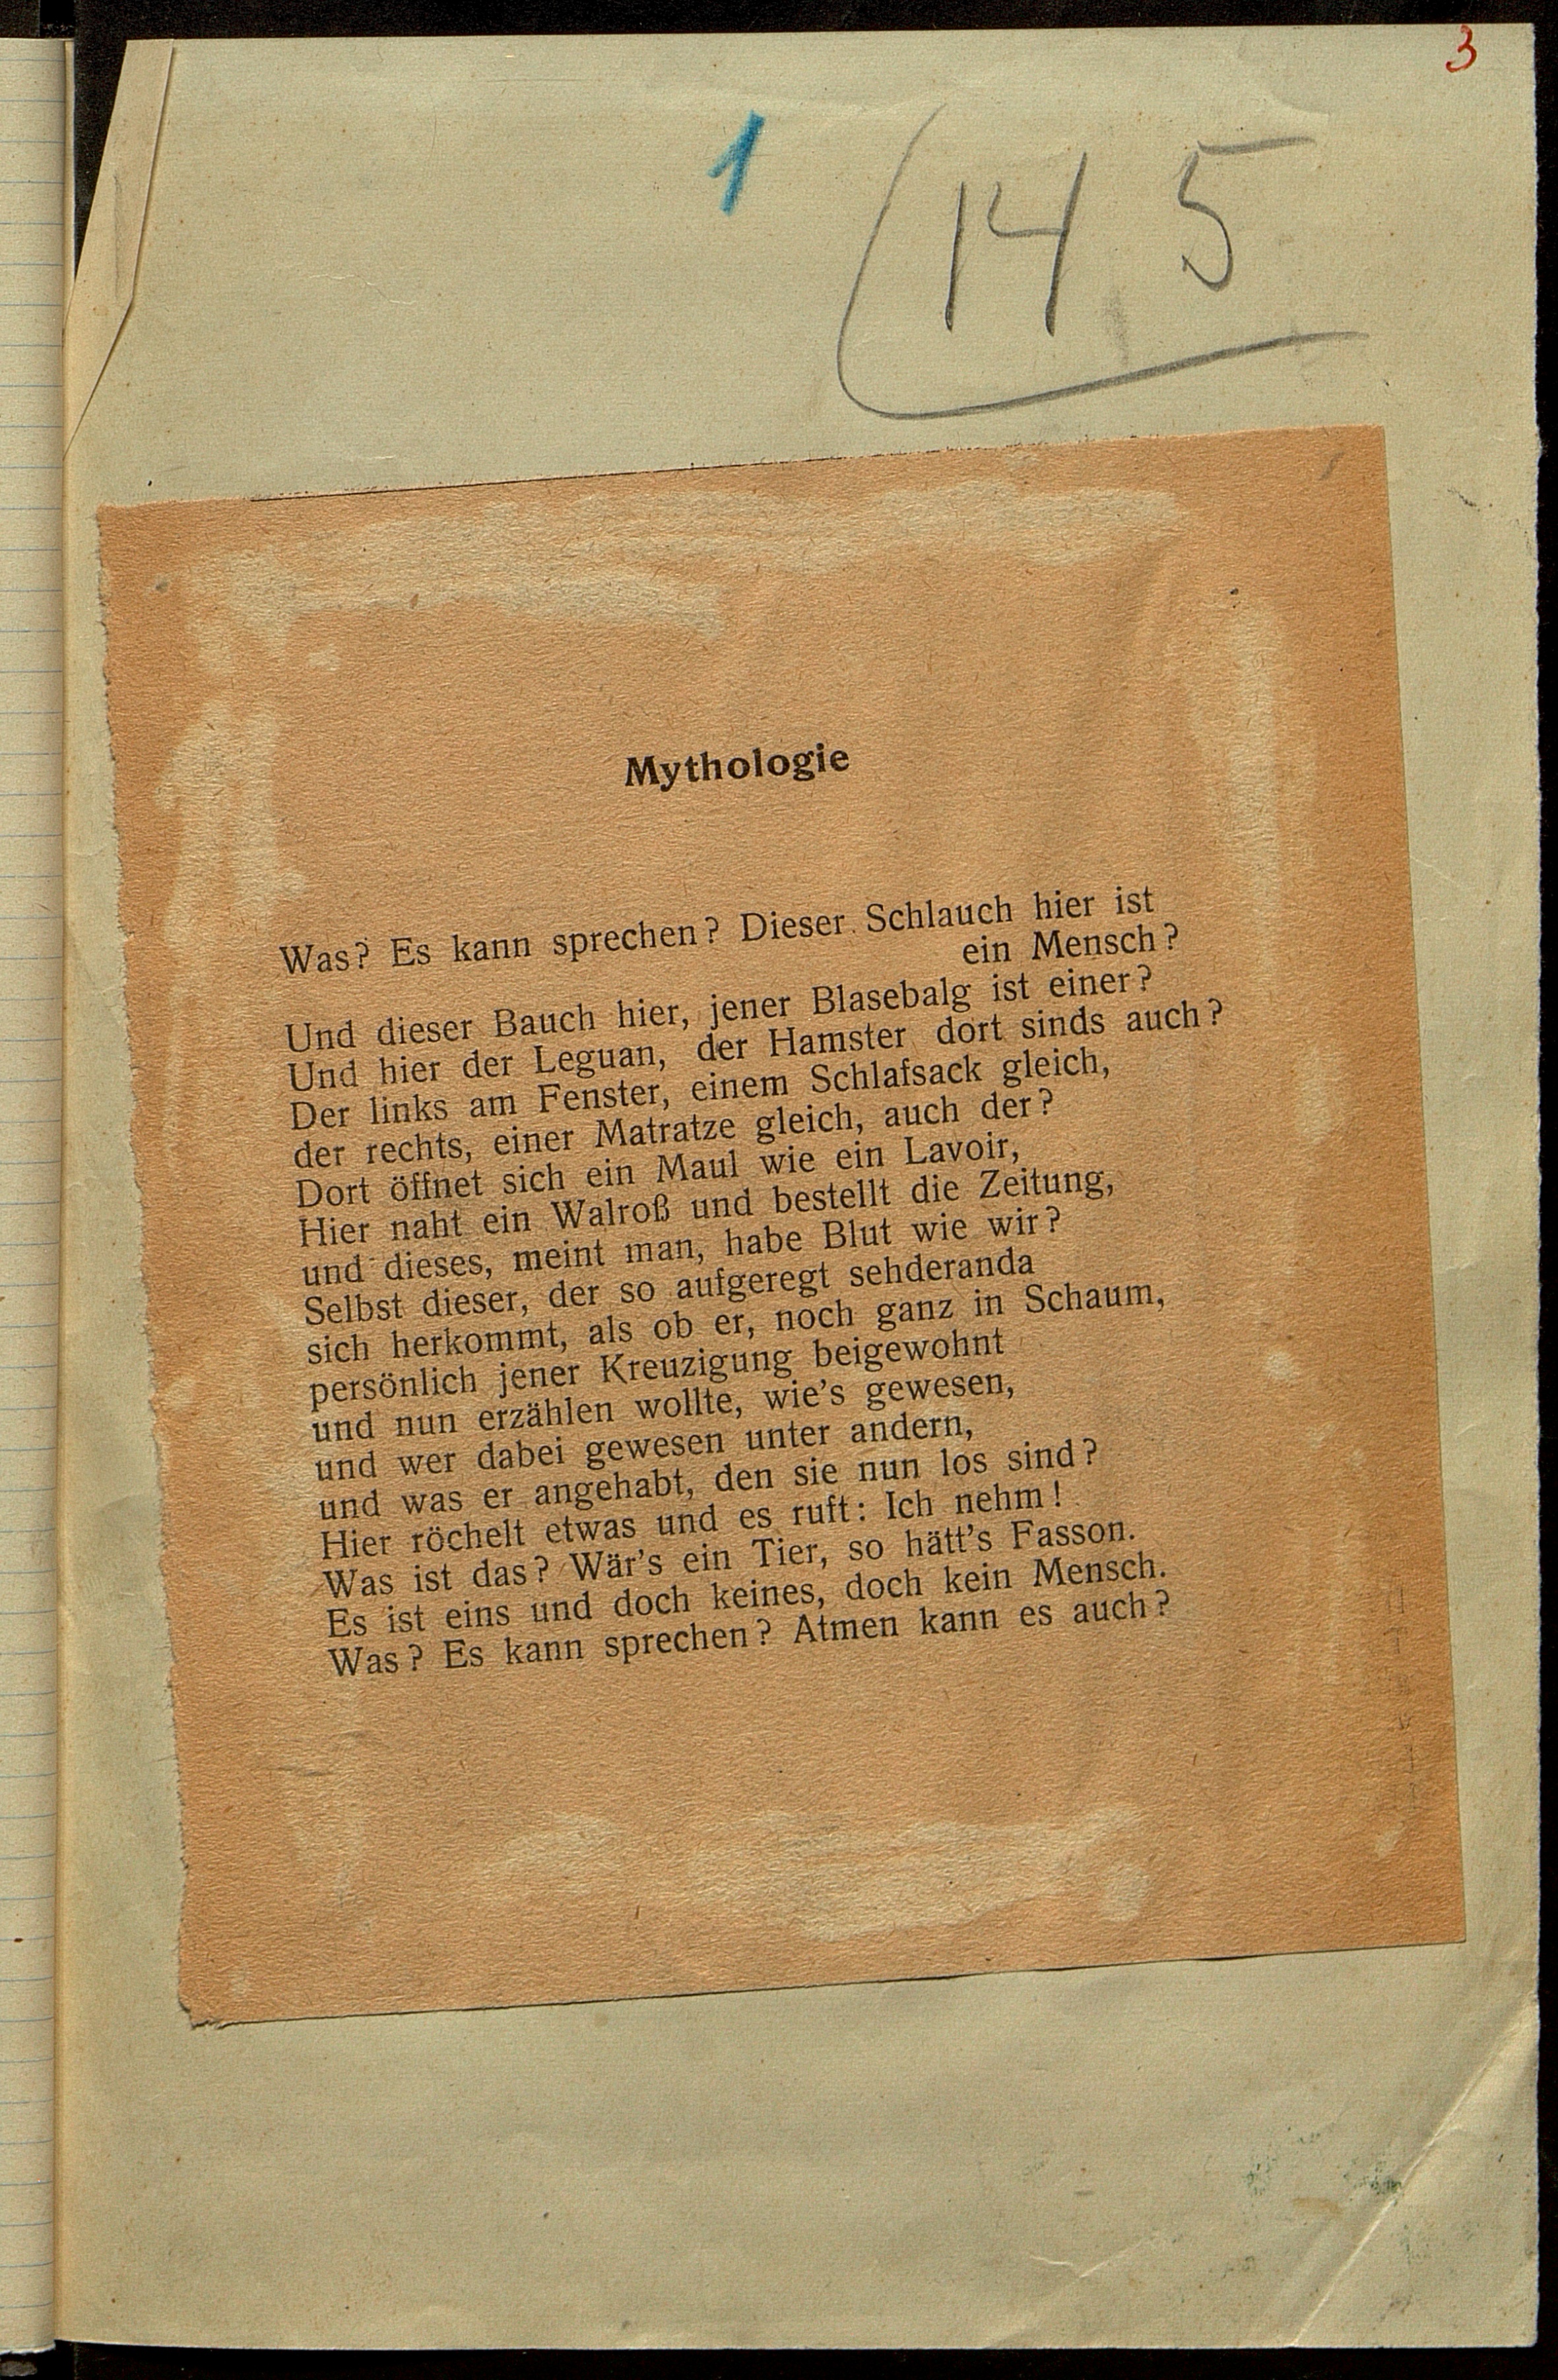 3
1
14 5
Mythologie
Was? Es kann sprechen? Dieser Schlauch hier ist
ein Mensch?
Und dieser Bauch hier, jener Blasebalg ist einer?
Und hier der Leguan, der Hamster dort sinds auch?
Der links am Fenster, einem Schlafsack gleich,
der rechts, einer Matratze gleich, auch der?
Dort öffnet sich ein Maul wie ein Lavoir,
Hier naht ein Walroß und bestellt die Zeitung,
und dieses, meint man, habe Blut wie wir?
Selbst dieser, der so aufgeregt sehderanda
sich herkommt, als ob er, noch ganz in Schaum,
persönlich jener Kreuzigung beigewohnt
und nun erzählen wollte, wie's gewesen,
und wer dabei gewesen unter andern,
und was er angehabt, den sie nun los sind?
Hier röchelt etwas und es ruft: Ich nehm!
Was ist das? Wär's ein Tier, so hätt's Fasson.
Es ist eins und doch keines, doch kein Mensch.
Was? Es kann sprechen? Atmen kann es auch?